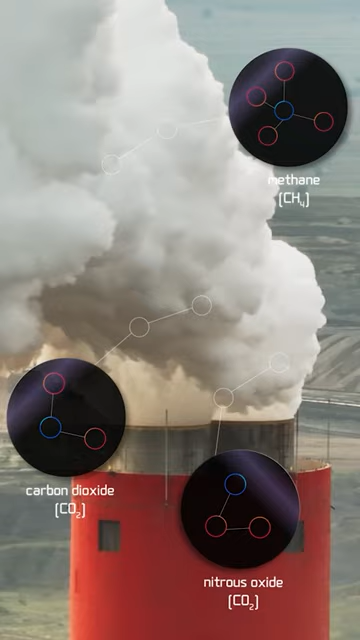 methane
[CH₄]
carbon dioxide
[CO₂]
nitrous oxide
[CO₂]